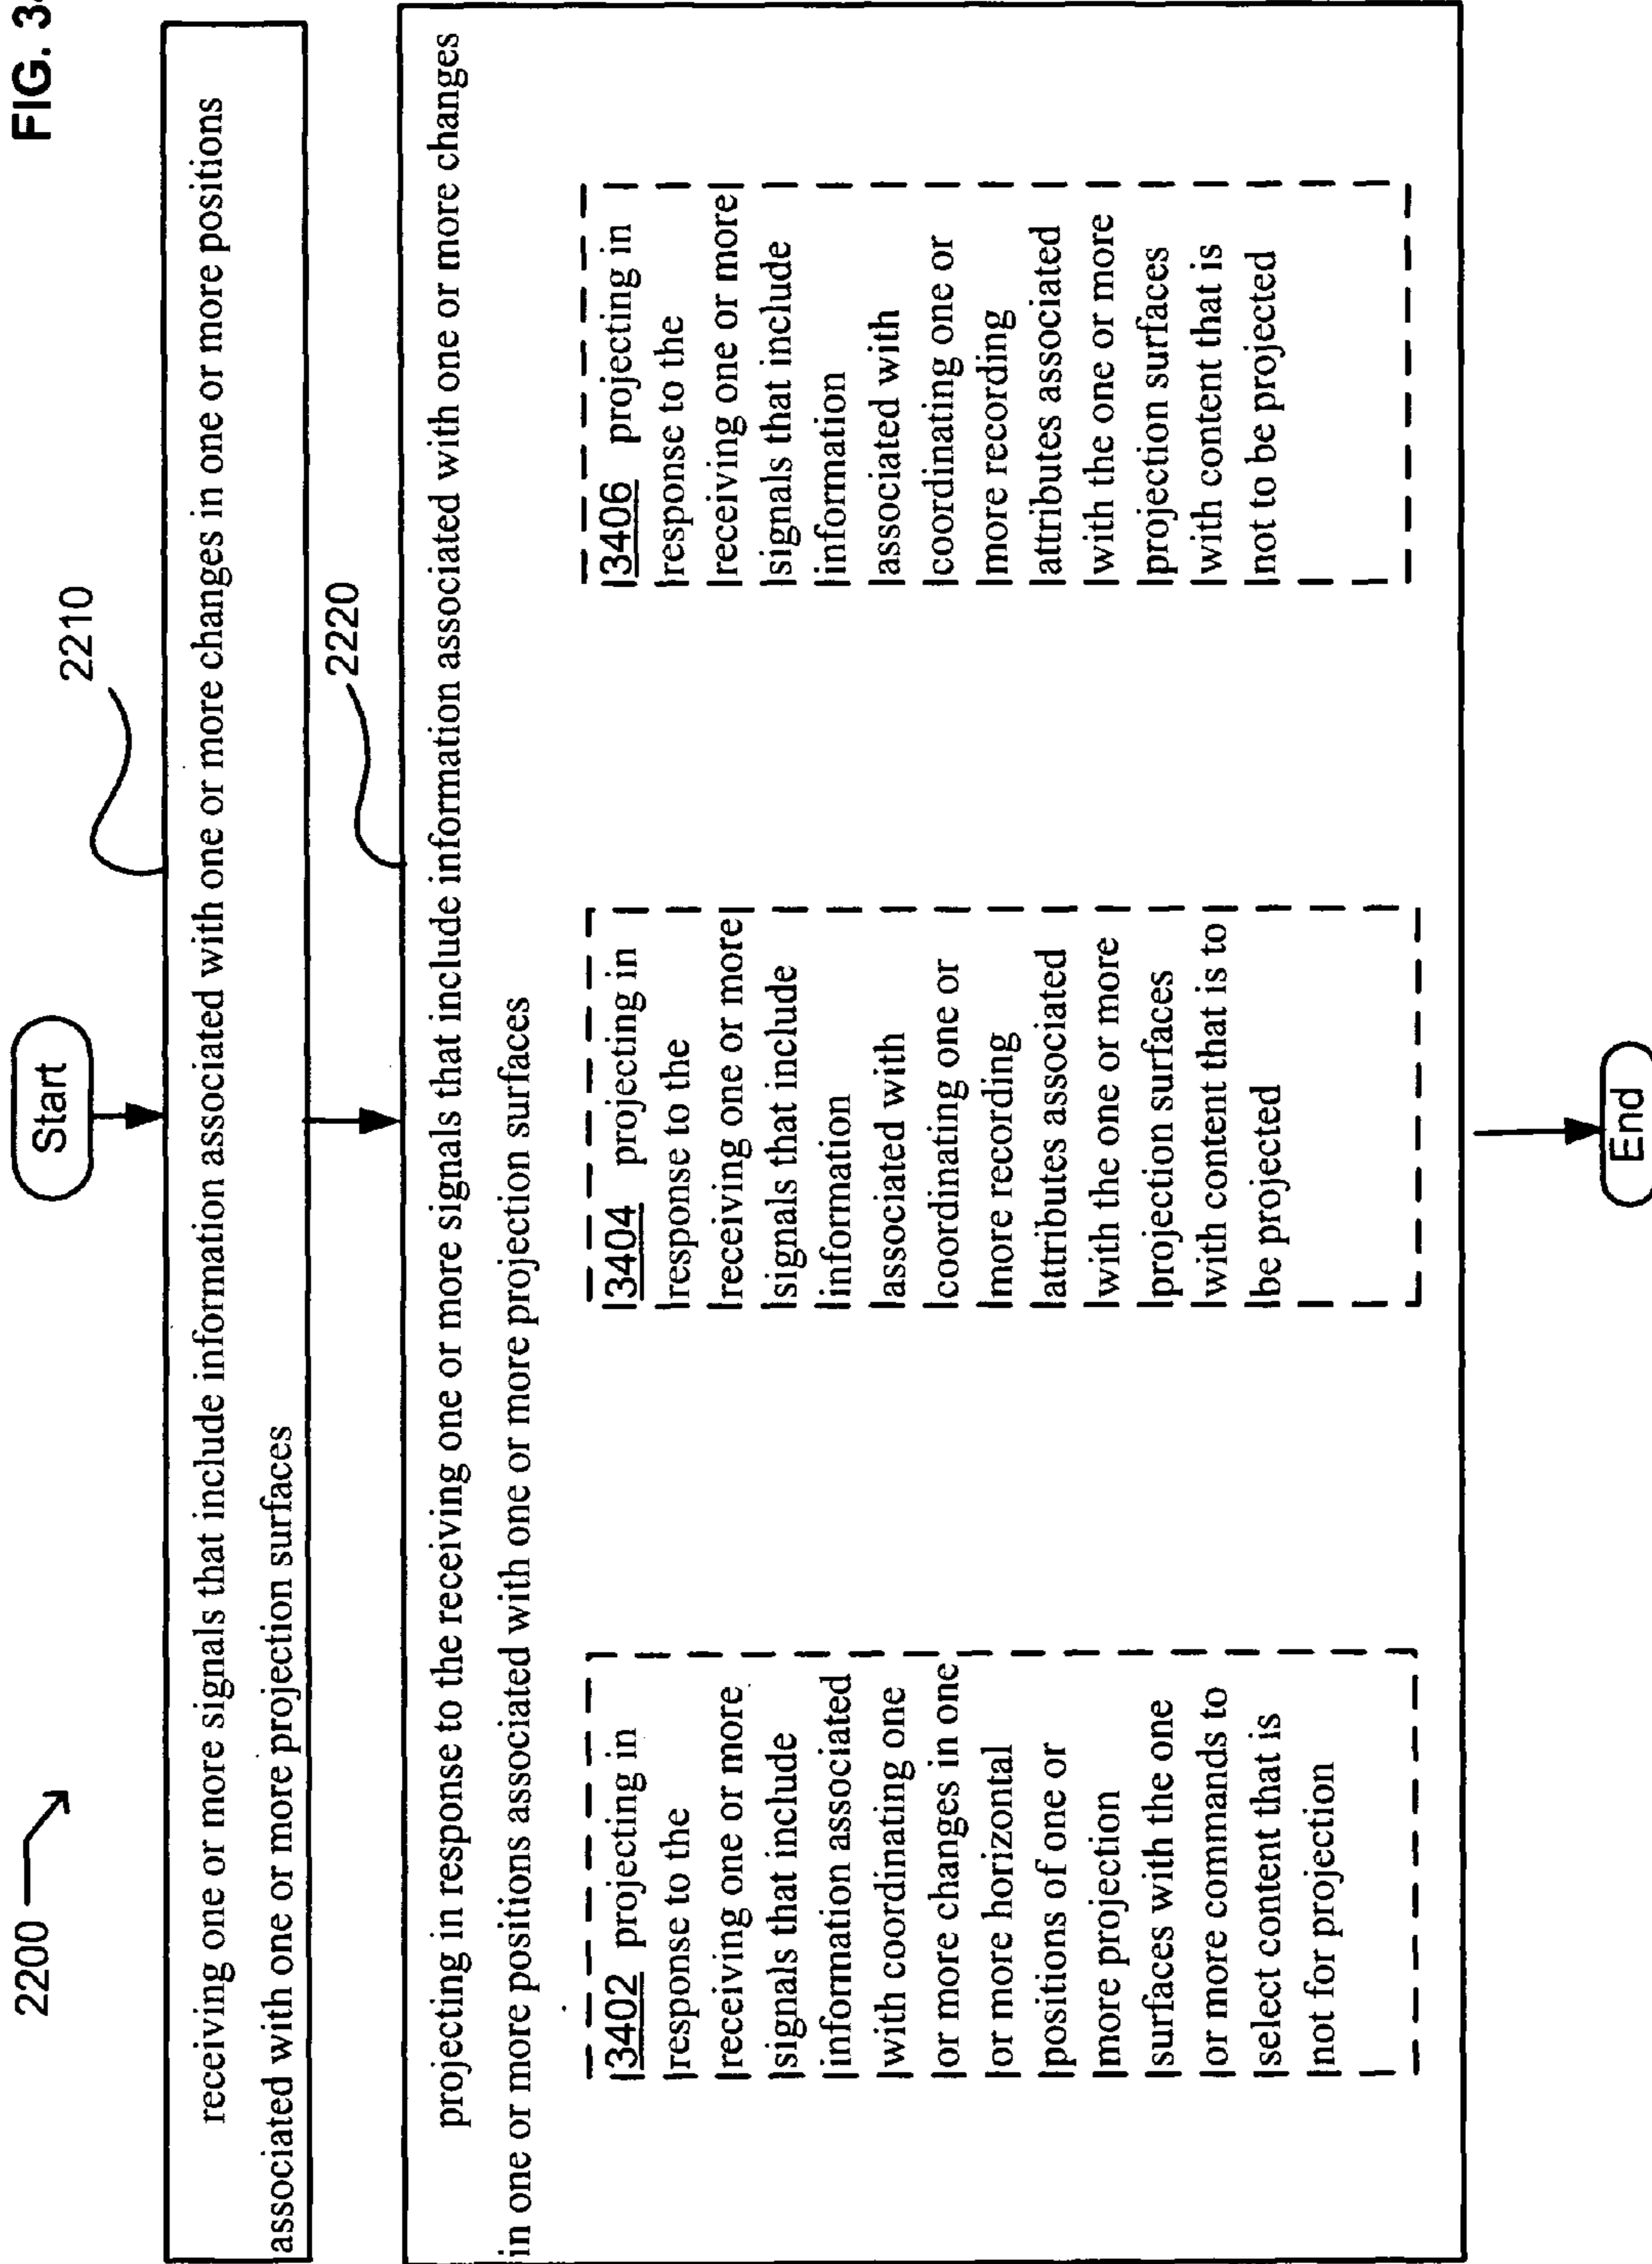 FIG. 3
2200
Start
2210
receiving one or more signals that include information associated with one or more changes in one or more positions
associated with one or more projection surfaces
2220
projecting in response to the receiving one or more signals that include information associated with one or more changes
in one or more positions associated with one or more projection surfaces
3402 projecting in
response to the
receiving one or more
signals that include
information associated
with coordinating one
or more changes in one
or more horizontal
positions of one or
more projection
surfaces with the one
or more commands to
select content that is
not for projection
3404 projecting in
response to the
receiving one or more
signals that include
information
associated with
coordinating one or
more recording
attributes associated
with the one or more
projection surfaces
with content that is to
be projected
3406 projecting in
response to the
receiving one or more
signals that include
information
associated with
coordinating one or
more recording
attributes associated
with the one or more
projection surfaces
with content that is
not to be projected
End